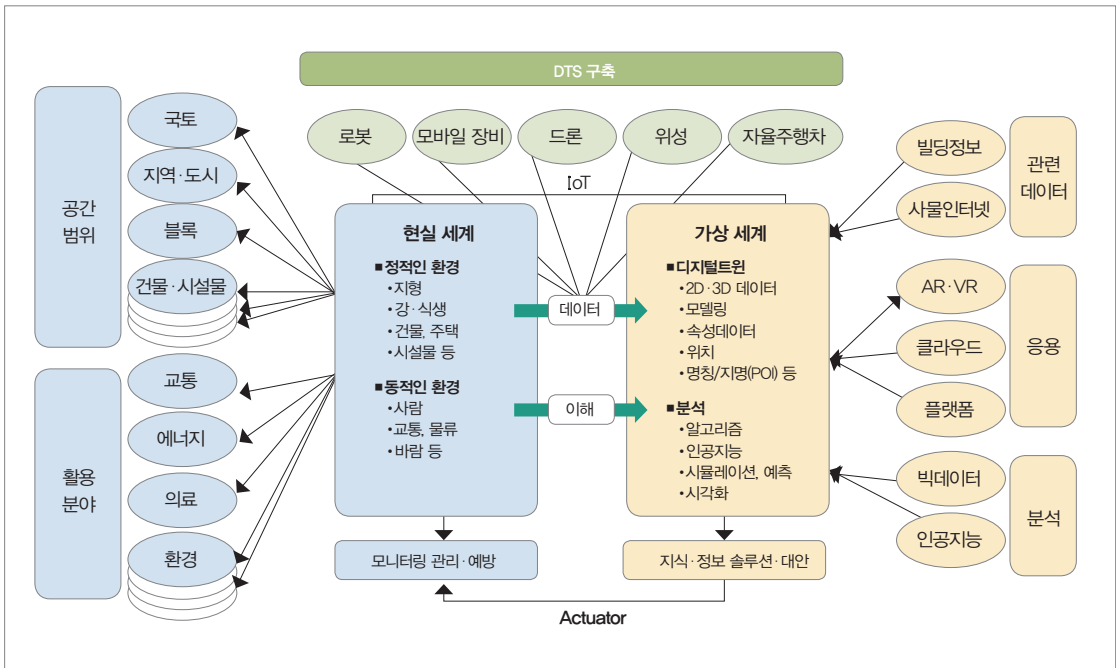 DTS 구축
로봇
모바일 장비
드론
위성
자율주행차
IoT
공간
범위
국토
지역·도시
블록
건물·시설물
활용
분야
교통
에너지
의료
환경
현실 세계
■정적인 환경
•지형
•강·식생
•건물, 주택
•시설물 등
■동적인 환경
•사람
•교통, 물류
•바람 등
데이터
이해
가상 세계
■디지털트윈
•2D·3D 데이터
•모델링
•속성데이터
•위치
•명칭/지명(POI) 등
■분석
•알고리즘
•인공지능
•시뮬레이션, 예측
•시각화
빌딩정보
사물인터넷
관련
데이터
AR·VR
클라우드
플랫폼
응용
빅데이터
인공지능
분석
모니터링 관리·예방
지식·정보 솔루션·대안
Actuator